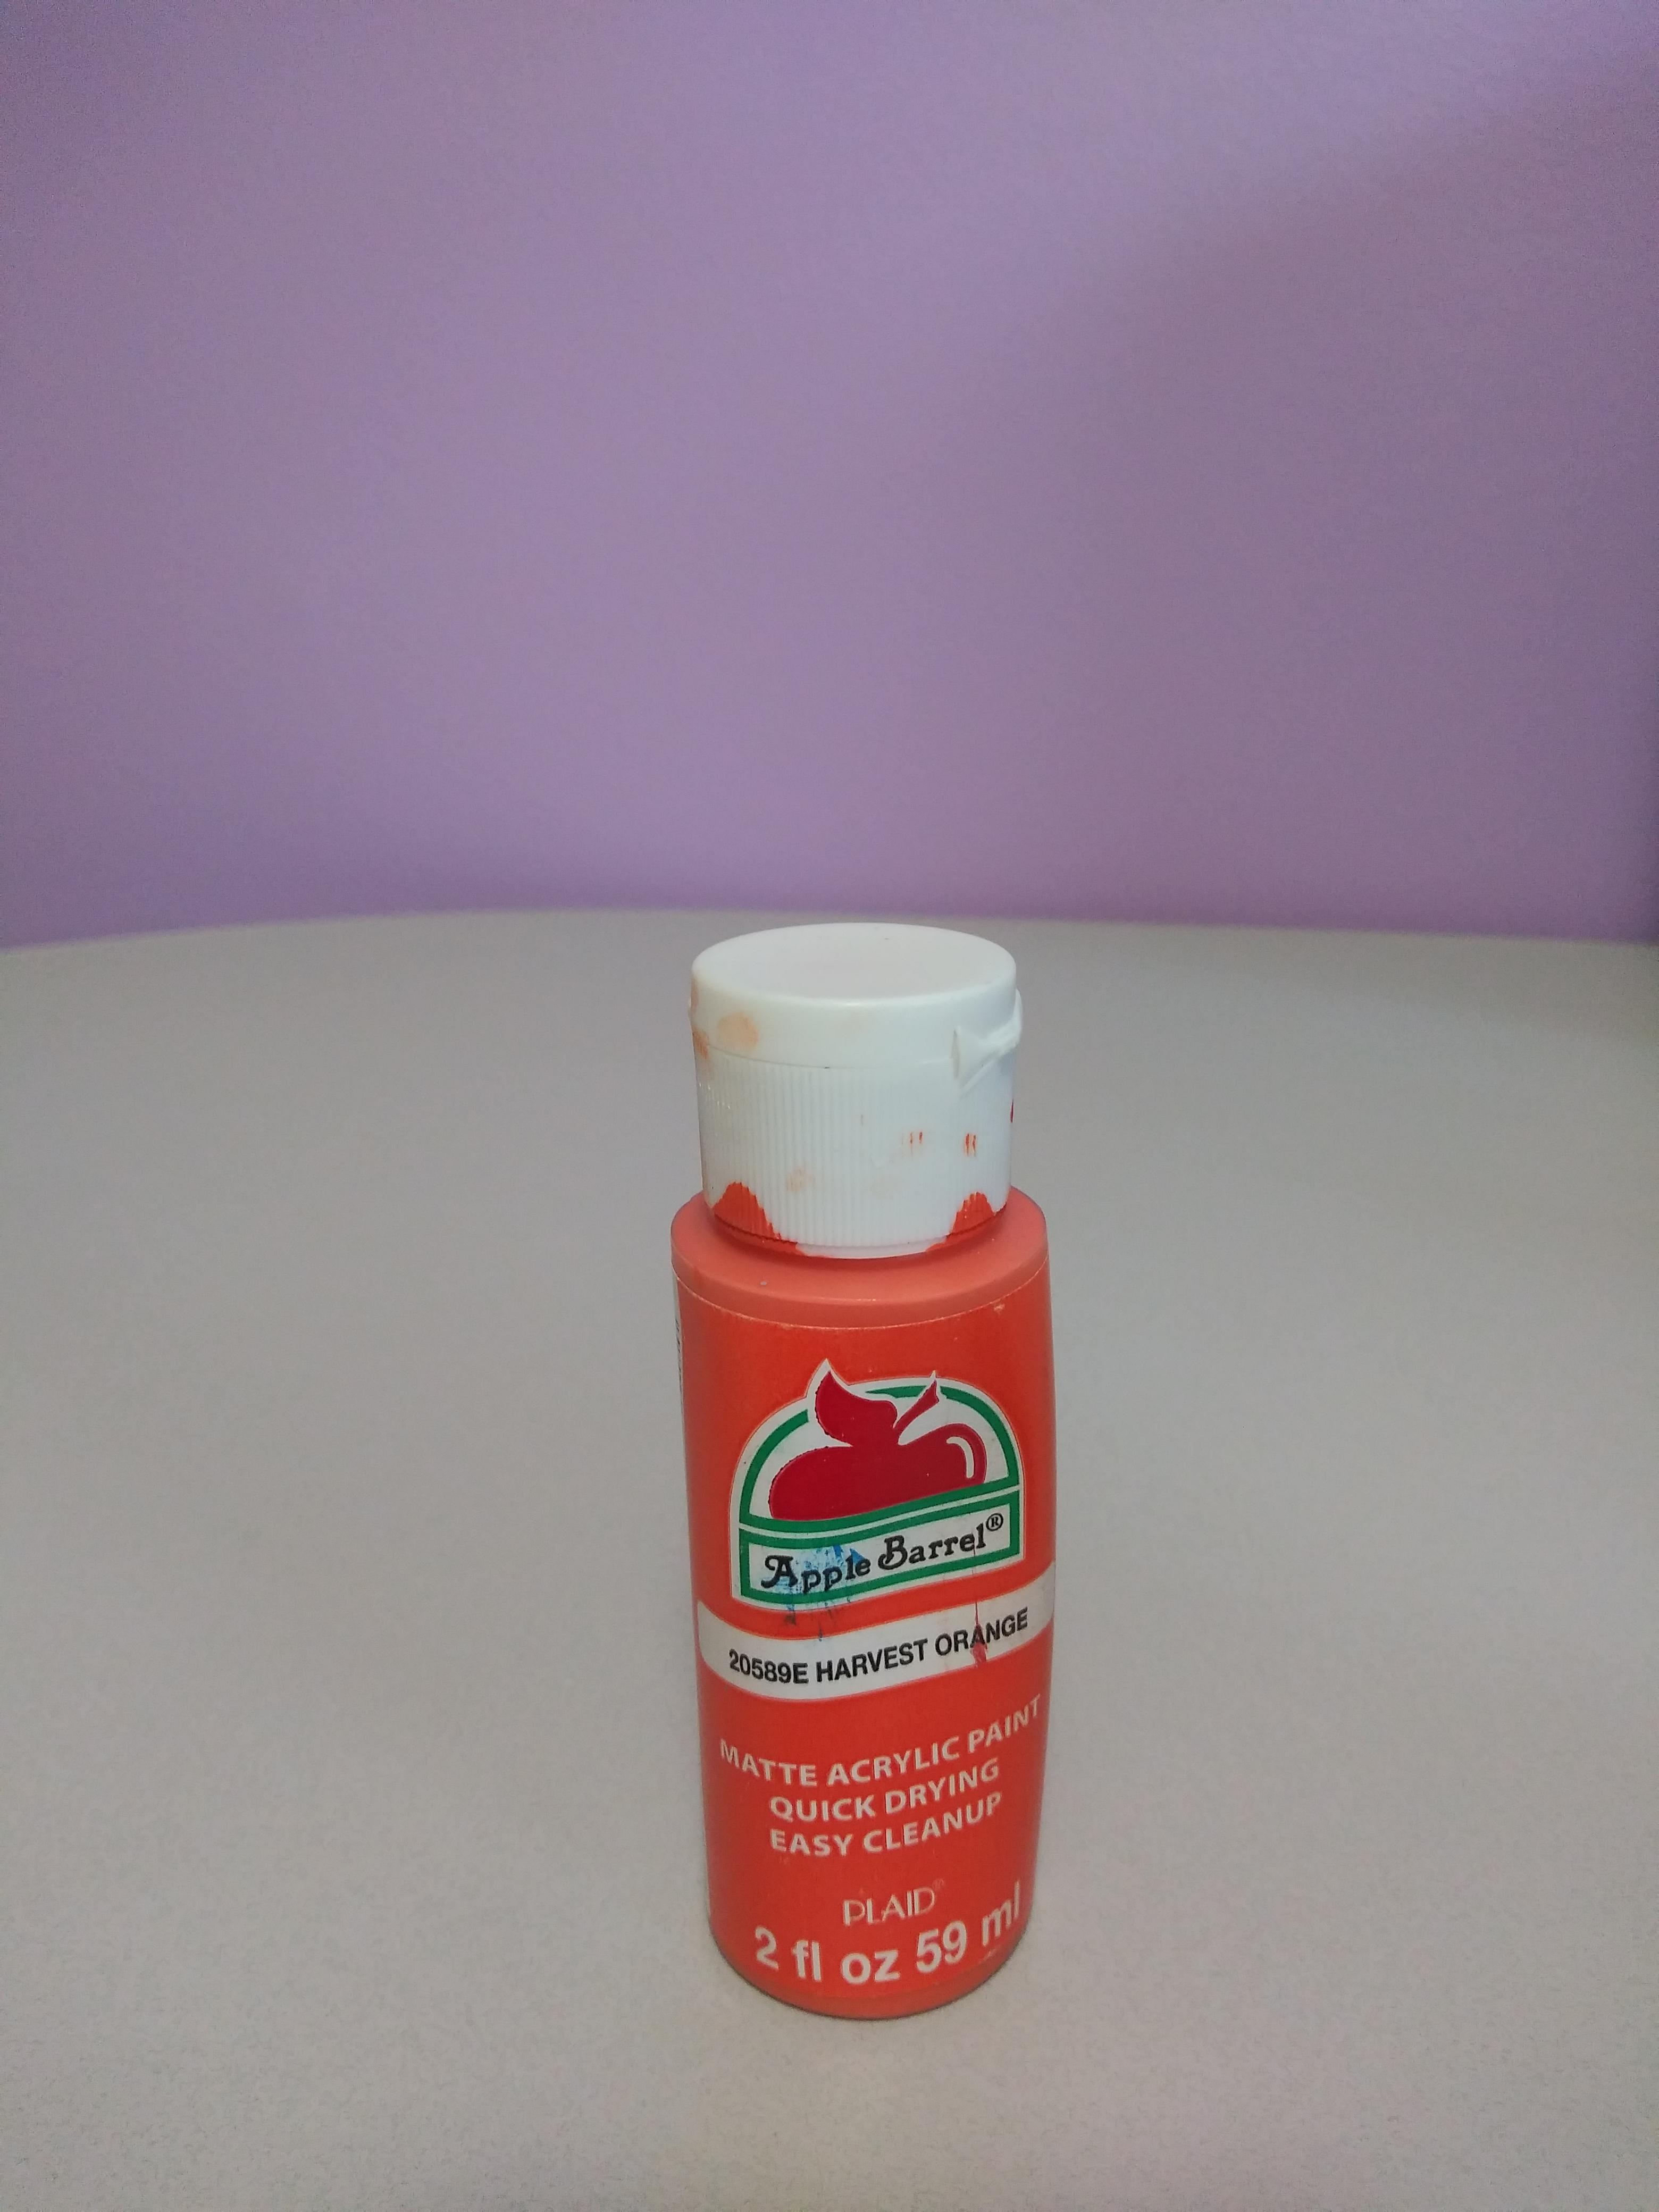 Apple Barrel®
20589E HARVEST ORANGE
MATTE ACRYLIC PAINT
QUICK DRYING
EASY CLEANUP
PLAID®
2 fl oz 59 ml